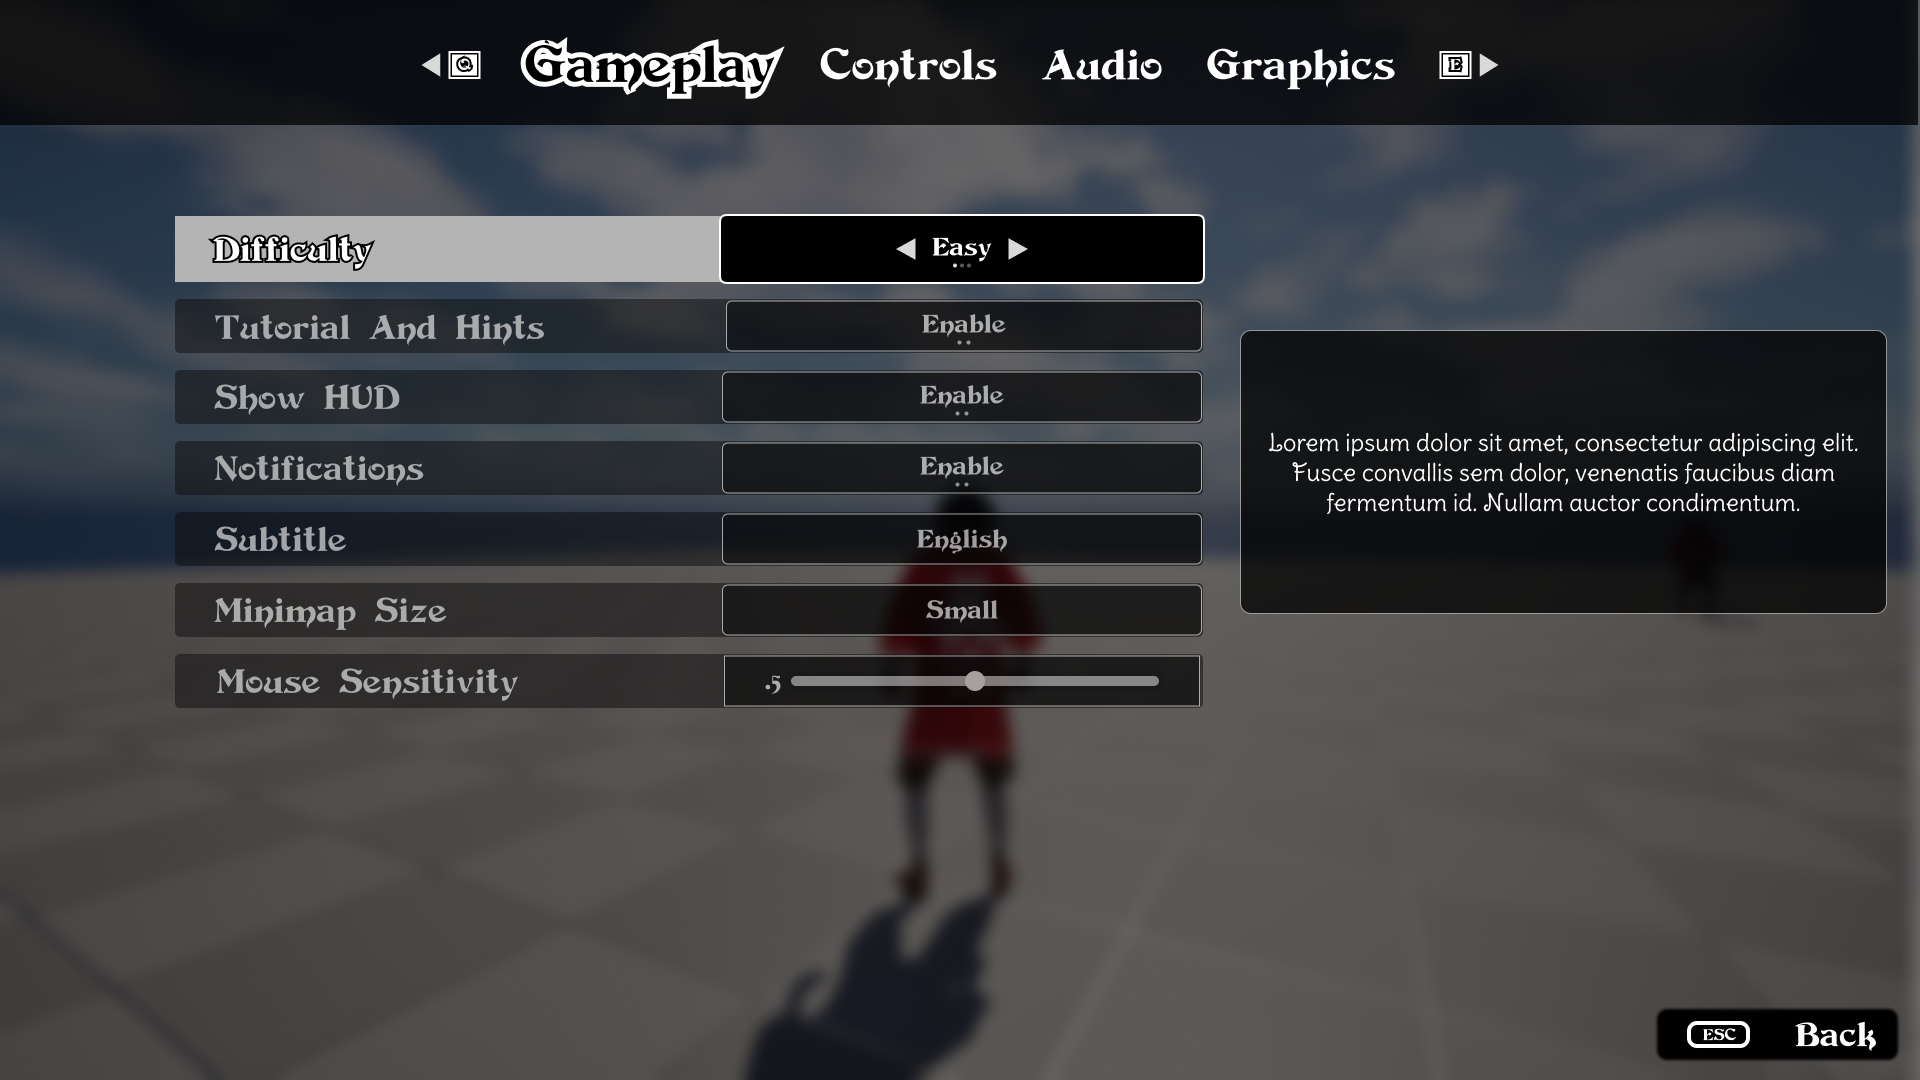 Q Gameplay Controls Audio Graphics E
Difficulty Easy
Tutorial And Hints Enable
Show HUD Enable
Notifications Enable
Subtitle English
Minimap Size Small
Mouse Sensitivity .5
Lorem ipsum dolor sit amet, consectetur adipiscing elit.
Fusce convallis sem dolor, venenatis faucibus diam
fermentum id. Nullam auctor condimentum.
ESC Back